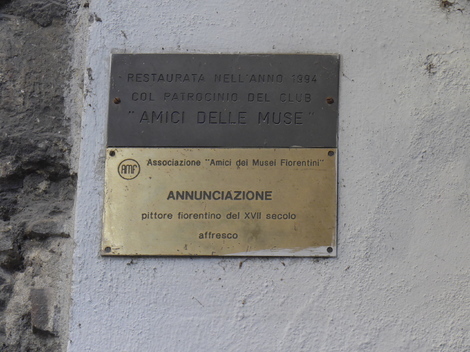 RESTAURATA NELL'ANNO 1994
COL PATROCINIO DEL CLUB
"AMICI DELLE MUSE"
AMF Associazione "Amici dei Musei Fiorentini"
ANNUNCIAZIONE
pittore fiorentino del XVII secolo
affresco